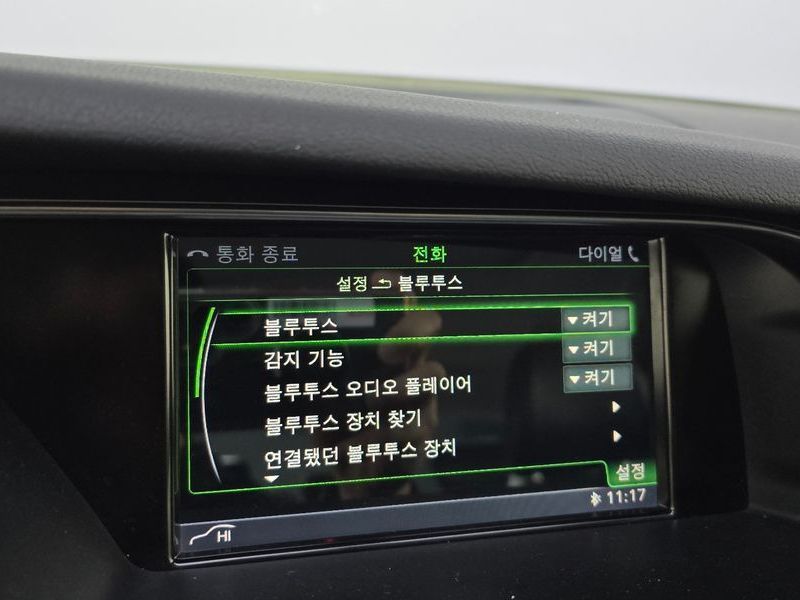 통화 종료 전화 다이얼
설정 블루투스
블루투스 켜기
감지 기능 켜기
블루투스 오디오 플레이어 켜기
블루투스 장치 찾기
연결됐던 블루투스 장치
설정
11:17
HI